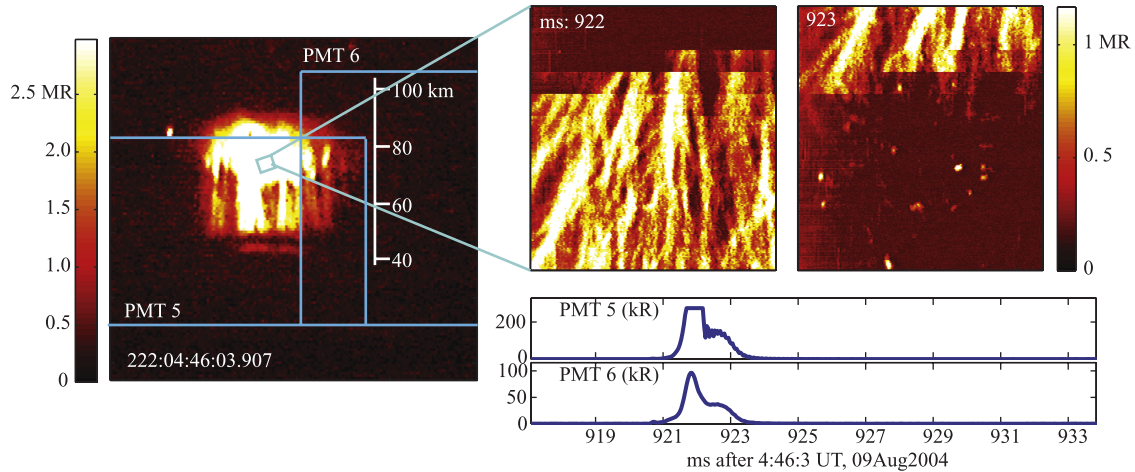 PMT 6
100 km
80
60
40
2.5 MR
2.0
1.5
1.0
0.5
0
PMT 5
222:04:46:03.907
ms: 922
923
1 MR
0. 5
0
PMT 5 (kR)
200
0
PMT 6 (kR)
100
50
0
919 921 922 923 925 927 929 931 933
ms after 4:46:3 UT, 09Aug2004